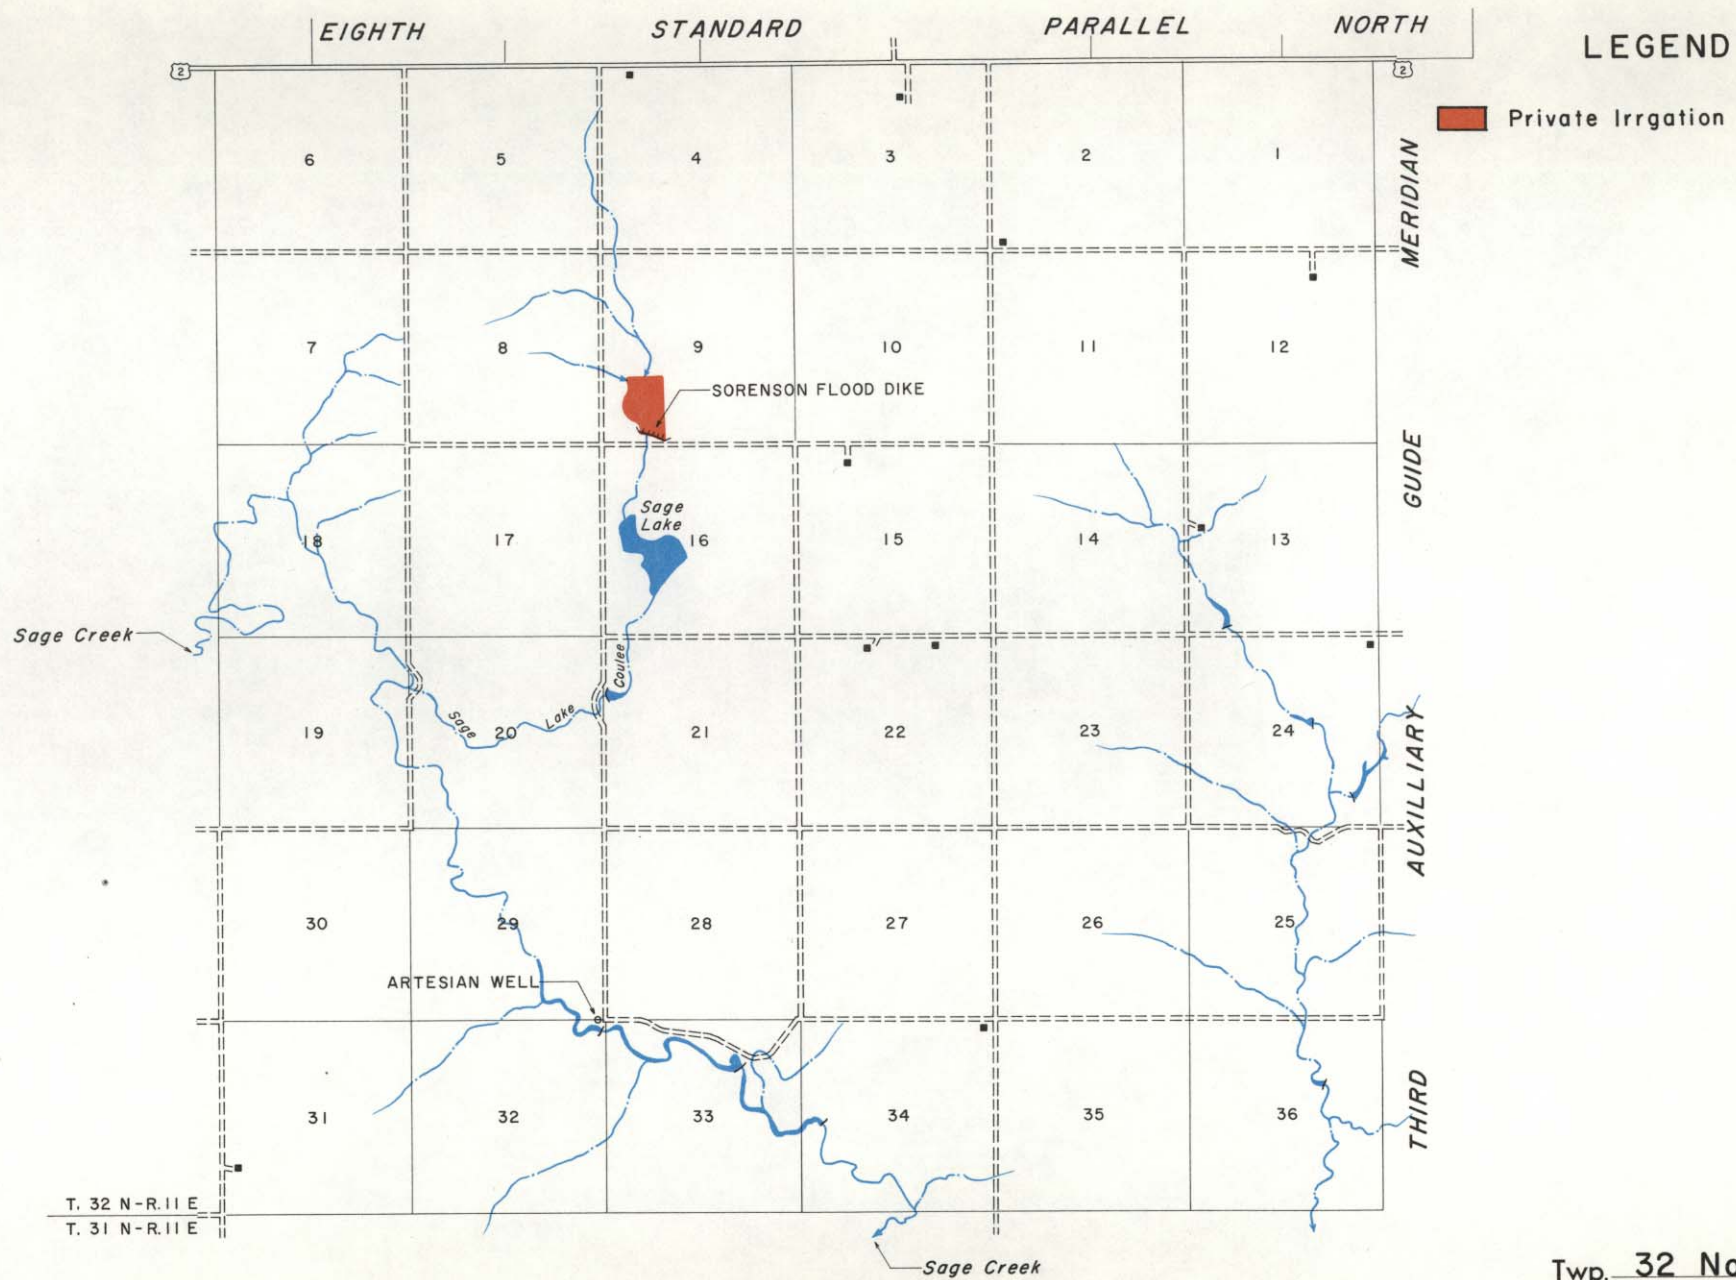 EIGHTH STANDARD PARALLEL NORTH
LEGEND
2 2
Private Irrgation
MERIDIAN
6 5 4 3 2 1
7 8 9 10 11 12
SORENSON FLOOD DIKE
GUIDE
Sage
Lake
18 17 16 15 14 13
Sage Creek
Coulee
Sage Lake
19 20 21 22 23 24
AUXILLIARY
30 29 28 27 26 25
ARTESIAN WELL
31 32 33 34 35 36
THIRD
T. 32 N-R.11 E
T. 31 N-R.11 E
Sage Creek
Twp. 32 No